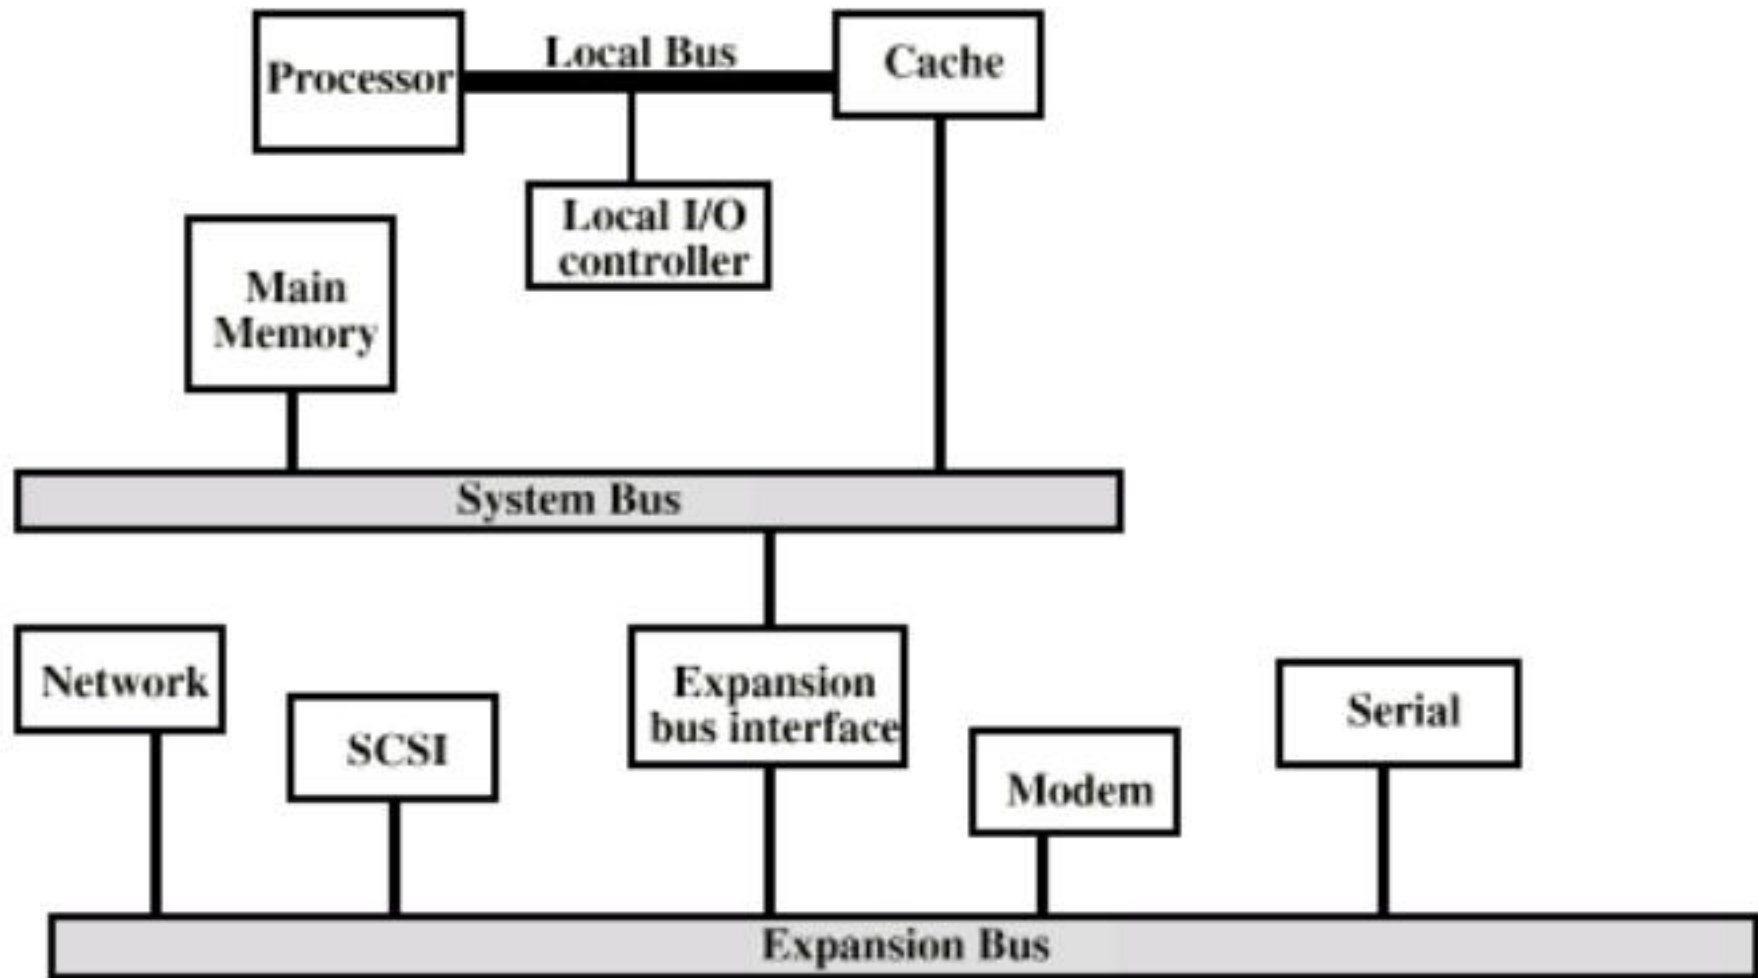 Processor
Local Bus
Cache
Local I/O
controller
Main
Memory
System Bus
Network
SCSI
Expansion
bus interface
Modem
Serial
Expansion Bus